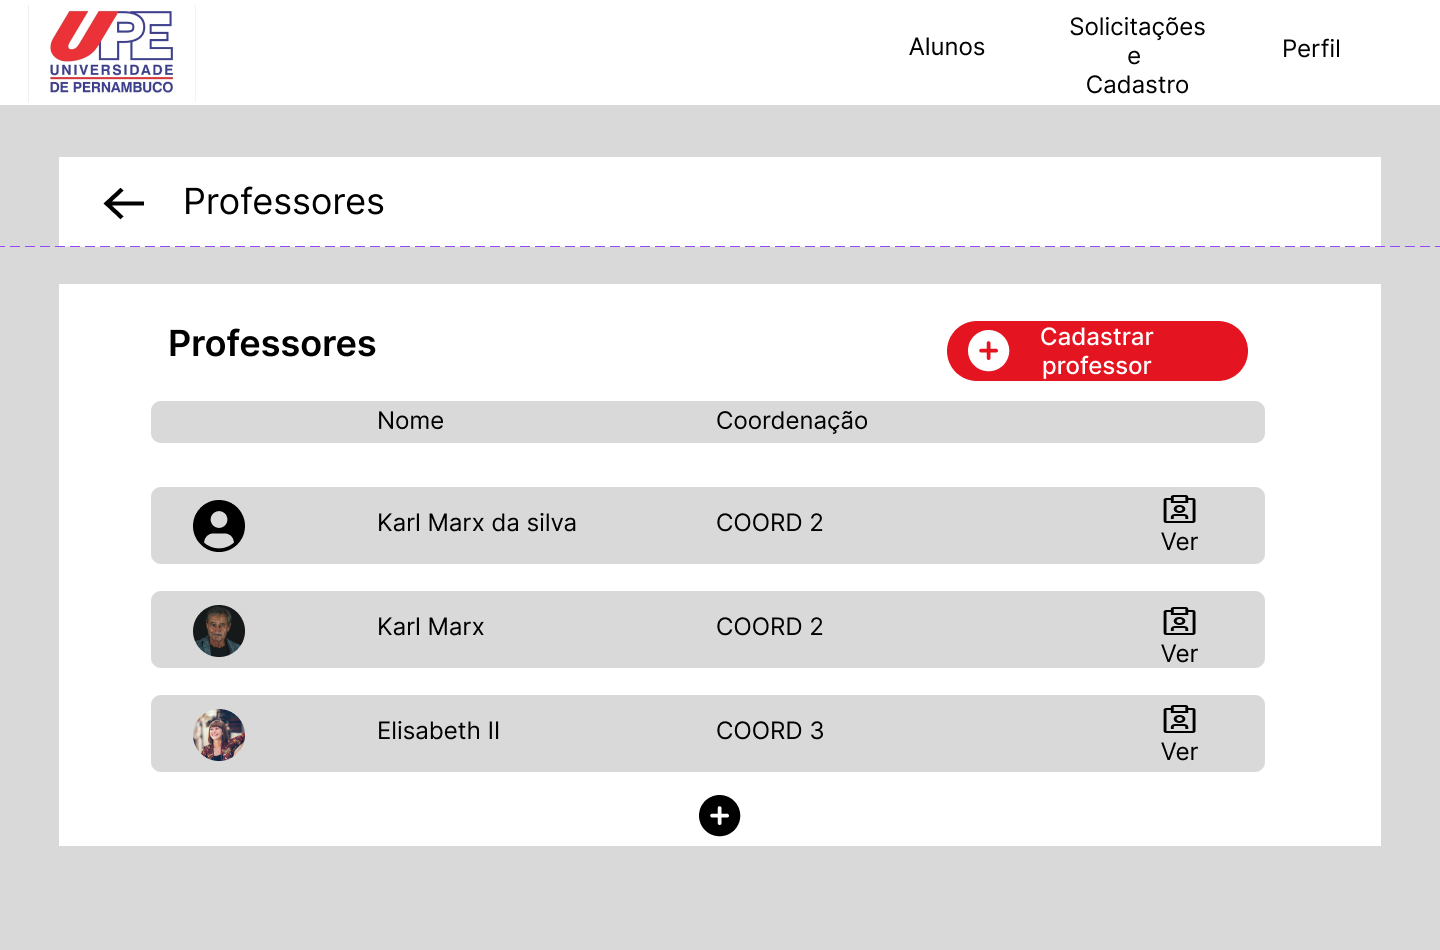 UPE
UNIVERSIDADE
DE PERNAMBUCO
Alunos
Solicitações
e
Cadastro
Perfil
Professores
Professores
Cadastrar
professor
Nome
Coordenação
Karl Marx da silva
COORD 2
Ver
Karl Marx
COORD 2
Ver
Elisabeth II
COORD 3
Ver